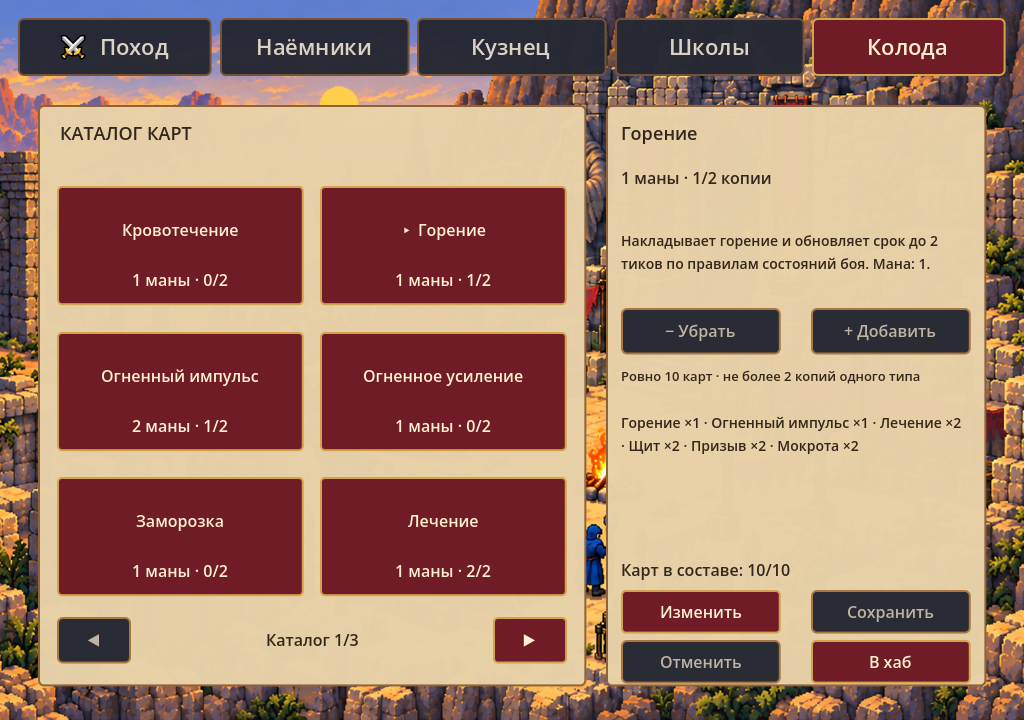 Поход
Наёмники
Кузнец
Школы
Колода
КАТАЛОГ КАРТ
Кровотечение
1 маны · 0/2
‣ Горение
1 маны · 1/2
Огненный импульс
2 маны · 1/2
Огненное усиление
1 маны · 0/2
Заморозка
1 маны · 0/2
Лечение
1 маны · 2/2
◀
Каталог 1/3
▶
Горение
1 маны · 1/2 копии
Накладывает горение и обновляет срок до 2
тиков по правилам состояний боя. Мана: 1.
− Убрать
+ Добавить
Ровно 10 карт · не более 2 копий одного типа
Горение ×1 · Огненный импульс ×1 · Лечение ×2
· Щит ×2 · Призыв ×2 · Мокрота ×2
Карт в составе: 10/10
Изменить
Сохранить
Отменить
В хаб